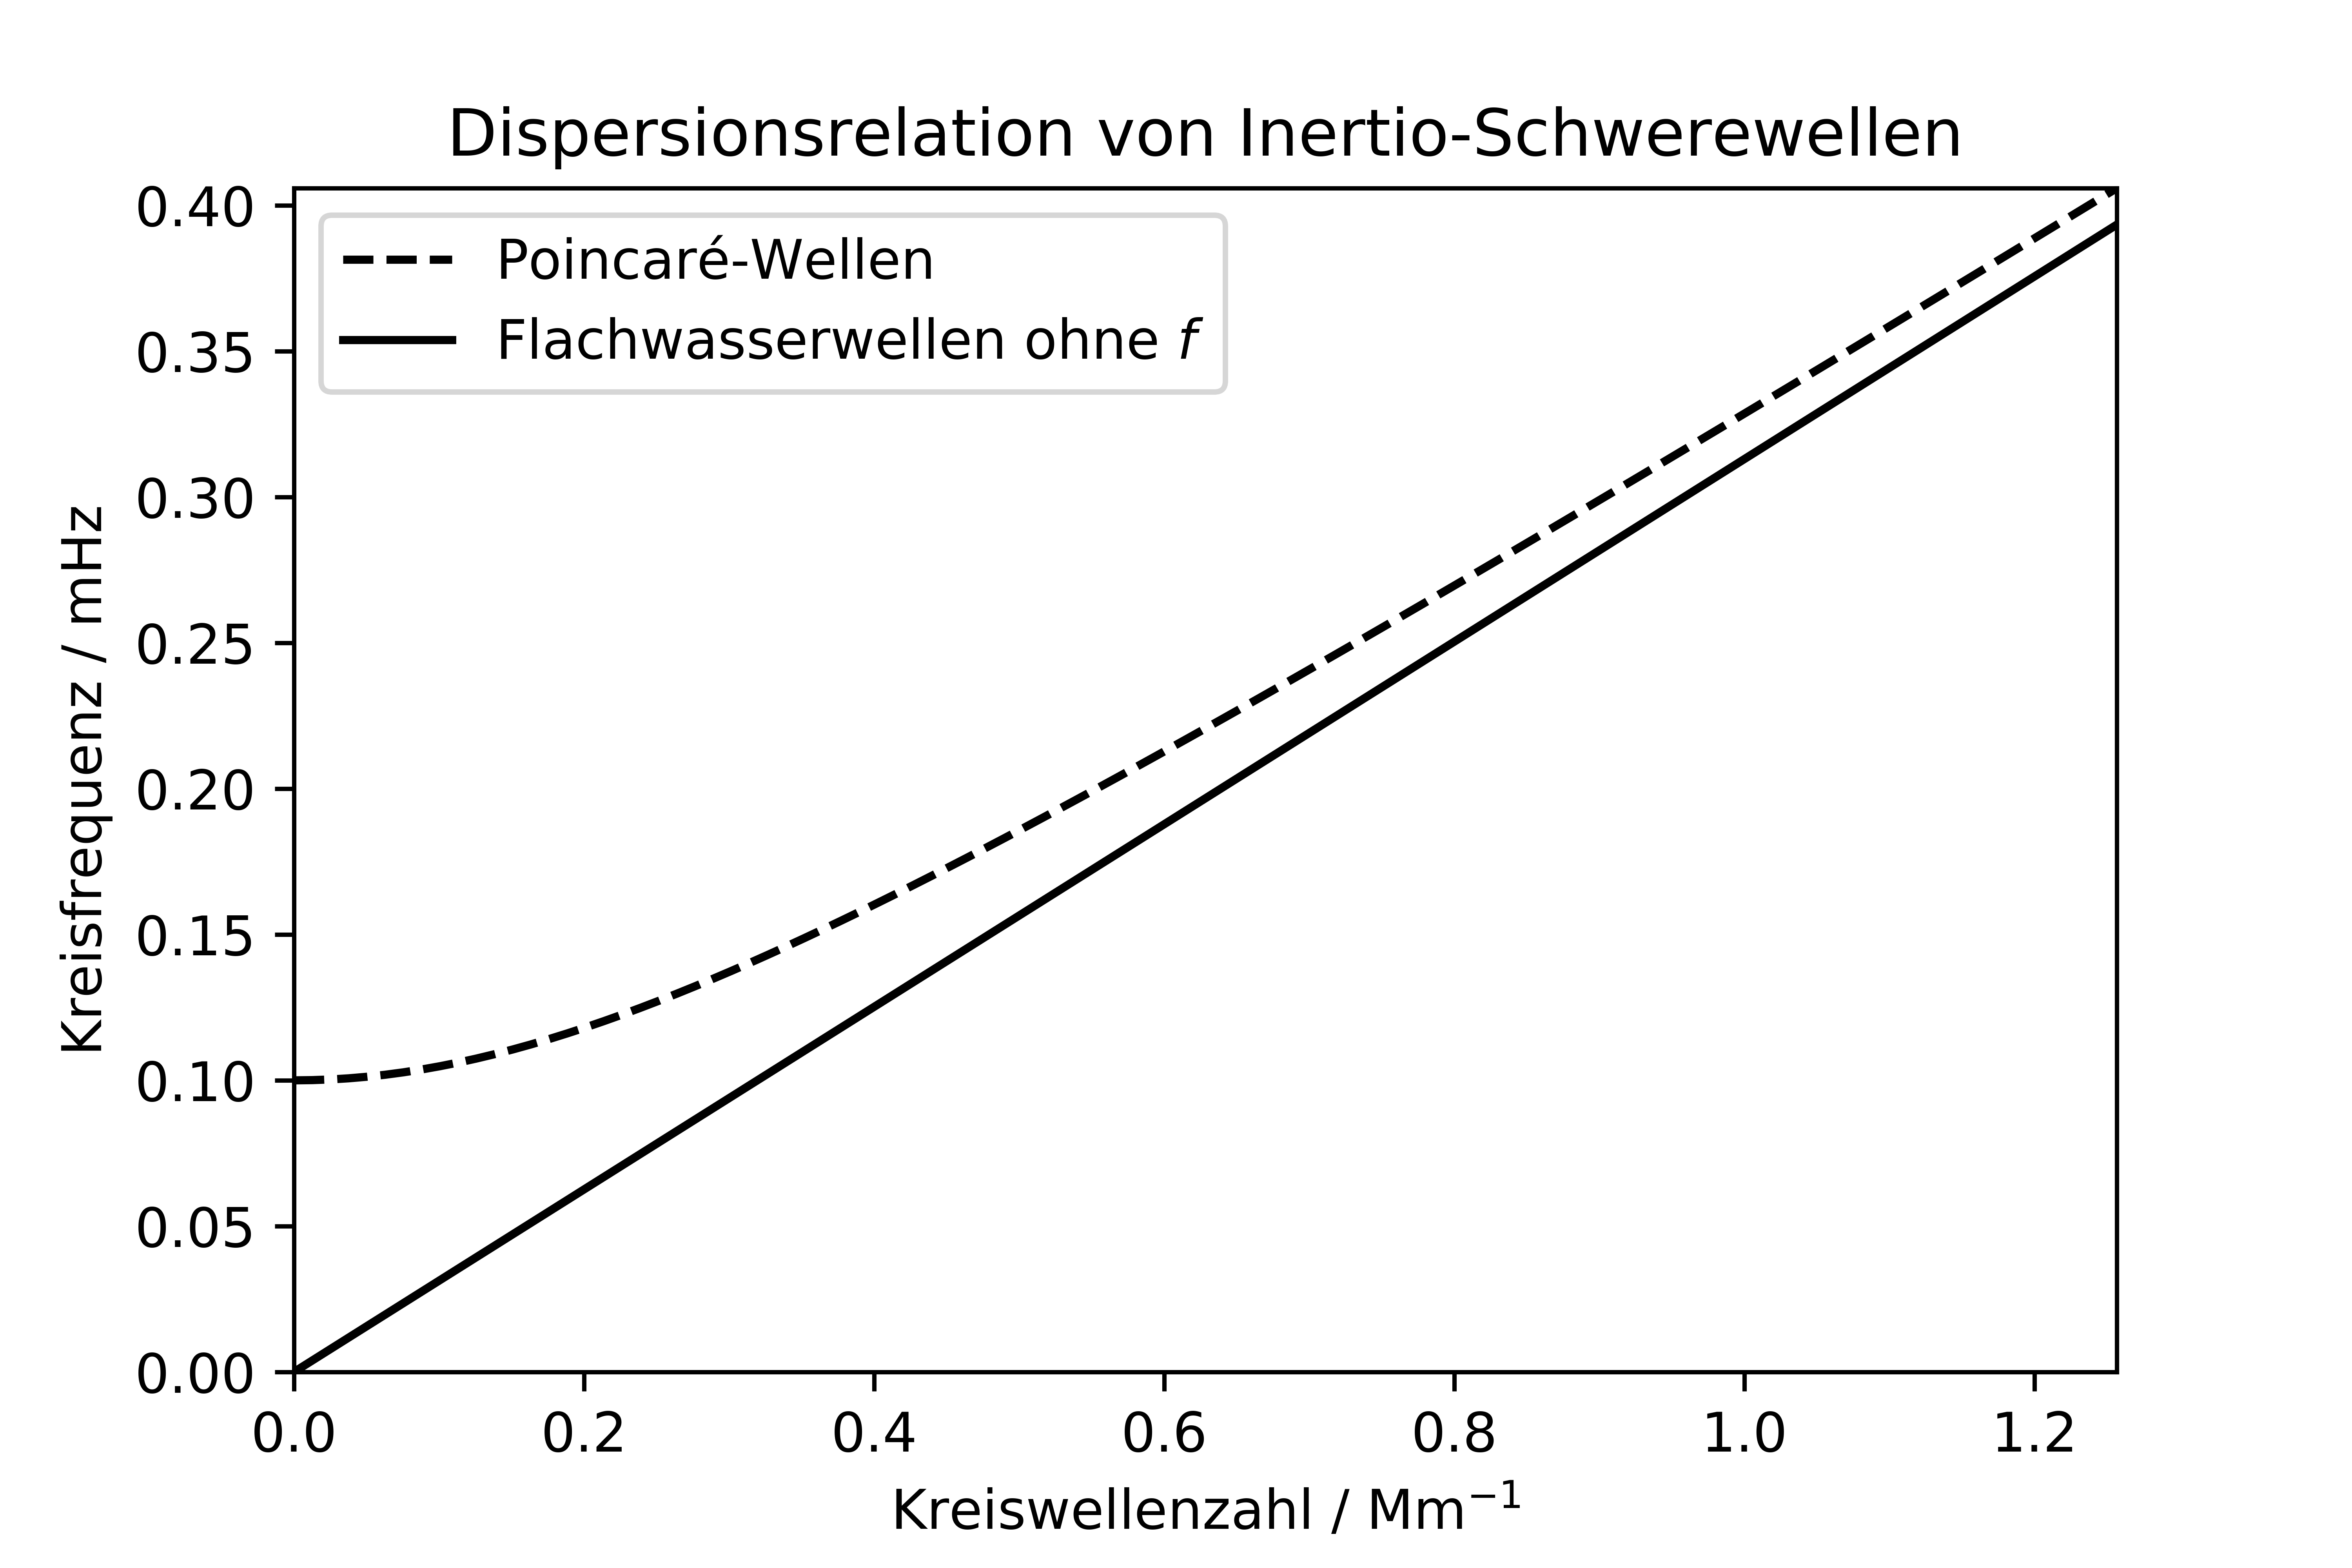 Dispersionsrelation von Inertio-Schwerewellen
Poincaré-Wellen
Flachwasserwellen ohne f
Kreisfrequenz / mHz
0.40
0.35
0.30
0.25
0.20
0.15
0.10
0.05
0.00
0.0 0.2 0.4 0.6 0.8 1.0 1.2
Kreiswellenzahl / Mm⁻¹